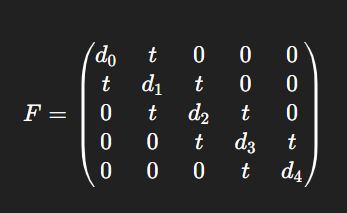 d₀ t 0 0 0
t d₁ t 0 0
F = 0 t d₂ t 0
0 0 t d₃ t
0 0 0 t d₄